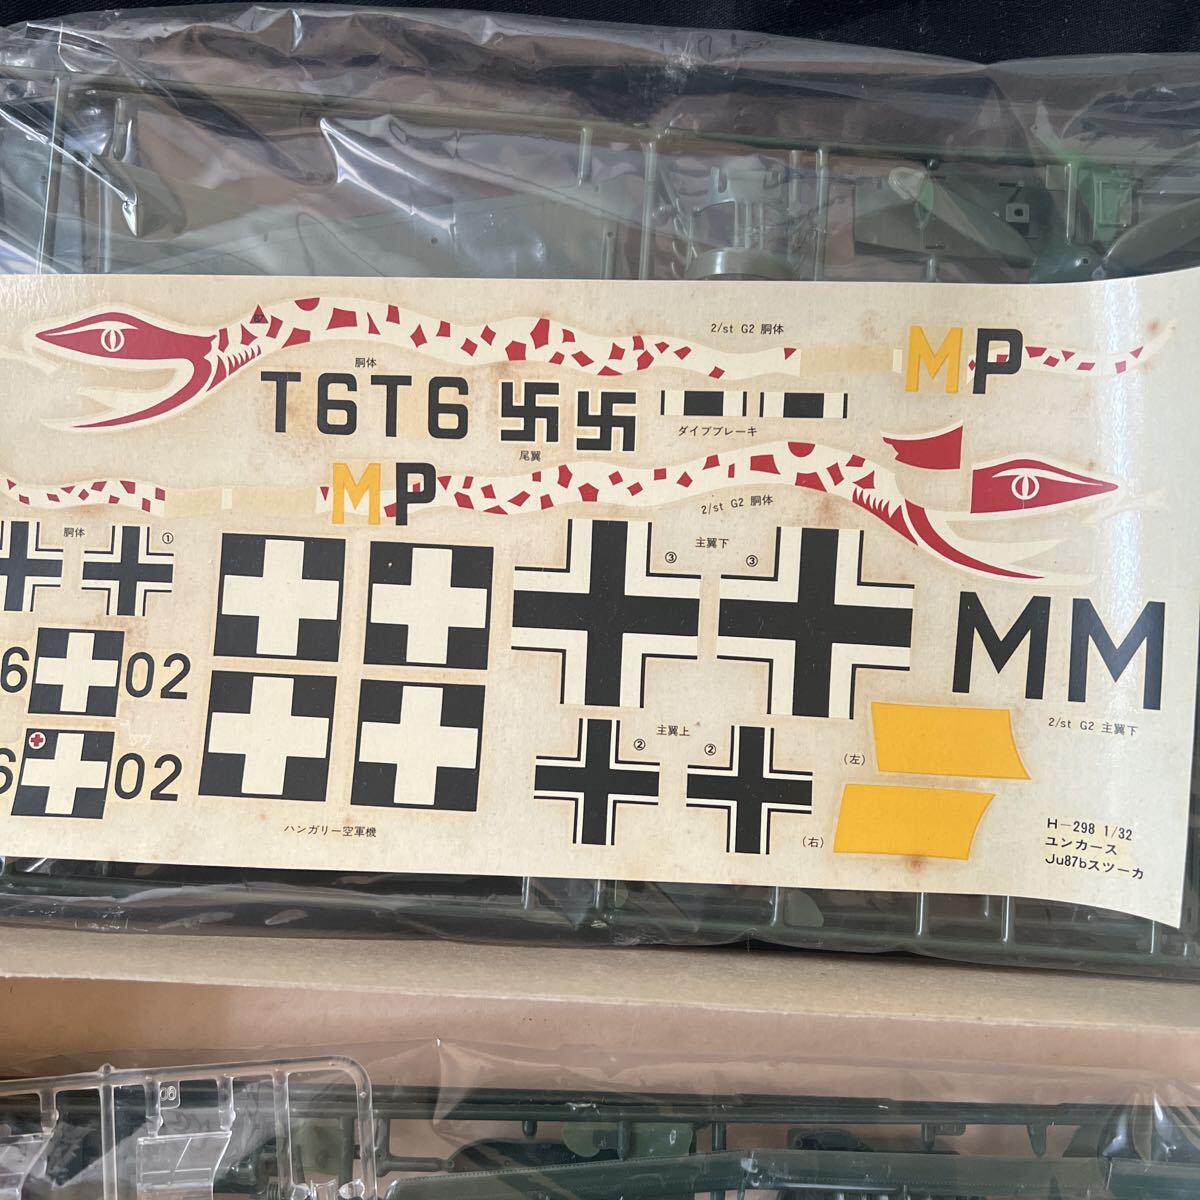 2/st G2 胴体
MP
胴体
T6T6
尾翼
ダイブブレーキ
MP
2/st G2 胴体
胴体
①
主翼下
③
③
MM
2/st G2 主翼下
6 02
6 02
主翼上
②
②
(左)
(右)
ハンガリー空軍機
H-298 1/32
ユンカース
Ju87bスツーカ
06